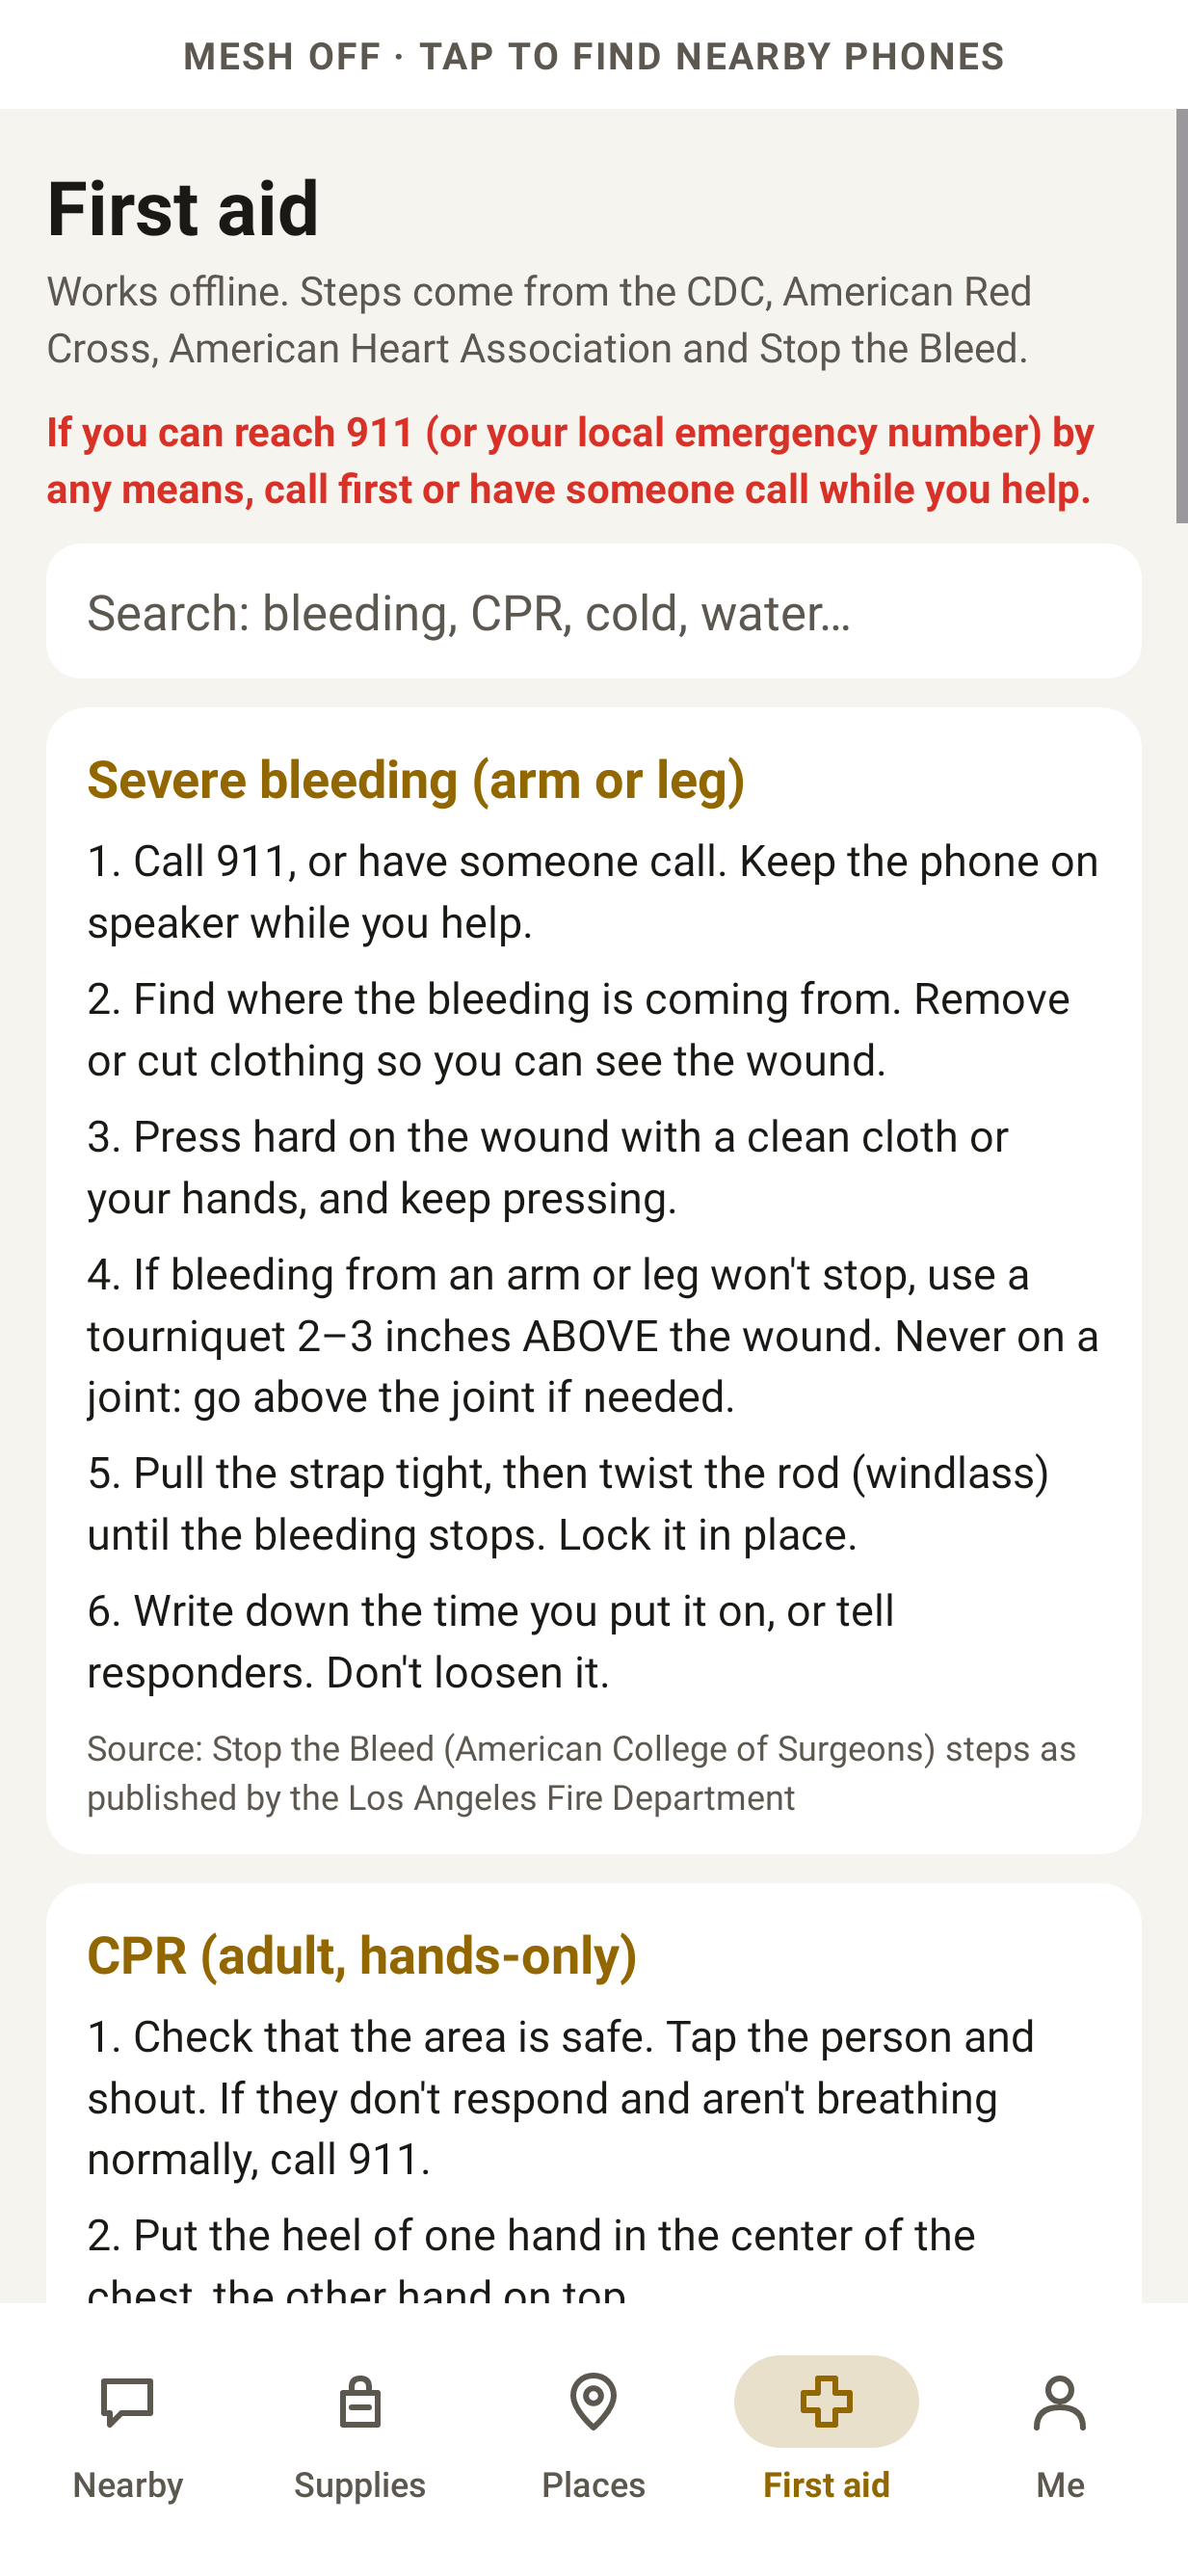 MESH OFF · TAP TO FIND NEARBY PHONES
First aid
Works offline. Steps come from the CDC, American Red
Cross, American Heart Association and Stop the Bleed.
If you can reach 911 (or your local emergency number) by
any means, call first or have someone call while you help.
Search: bleeding, CPR, cold, water…
Severe bleeding (arm or leg)
1. Call 911, or have someone call. Keep the phone on
speaker while you help.
2. Find where the bleeding is coming from. Remove
or cut clothing so you can see the wound.
3. Press hard on the wound with a clean cloth or
your hands, and keep pressing.
4. If bleeding from an arm or leg won't stop, use a
tourniquet 2–3 inches ABOVE the wound. Never on a
joint: go above the joint if needed.
5. Pull the strap tight, then twist the rod (windlass)
until the bleeding stops. Lock it in place.
6. Write down the time you put it on, or tell
responders. Don't loosen it.
Source: Stop the Bleed (American College of Surgeons) steps as
published by the Los Angeles Fire Department
CPR (adult, hands-only)
1. Check that the area is safe. Tap the person and
shout. If they don't respond and aren't breathing
normally, call 911.
2. Put the heel of one hand in the center of the
chest, the other hand on top.
Nearby
Supplies
Places
First aid
Me